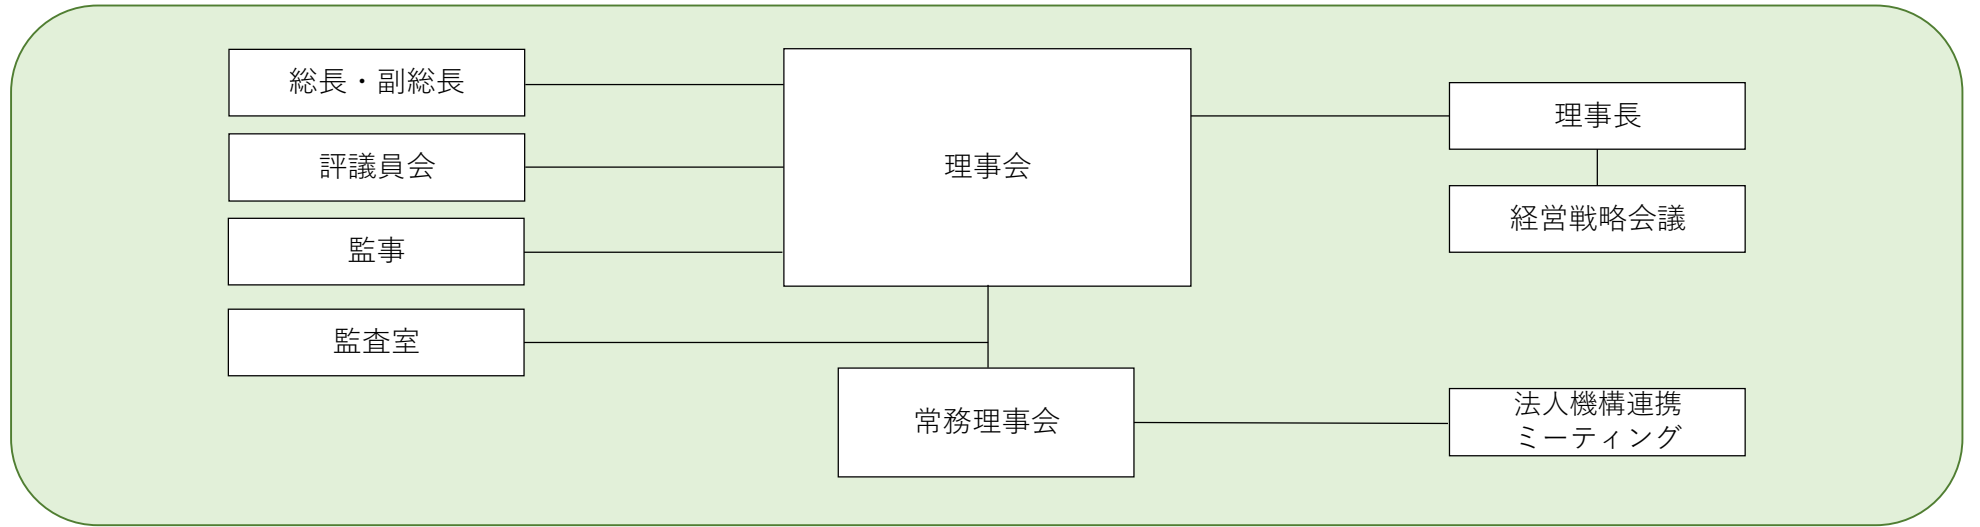 総長・副総長
評議員会
監事
監査室
理事会
常務理事会
理事長
経営戦略会議
法人機構連携
ミーティング